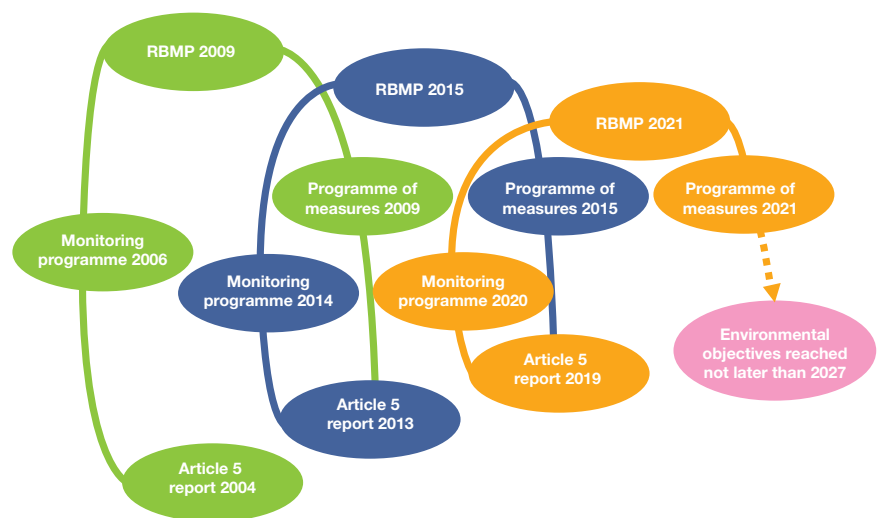 RBMP 2009
RBMP 2015
RBMP 2021
Programme of
measures 2009
Programme of
measures 2015
Programme of
measures 2021
Monitoring
programme 2006
Monitoring
programme 2014
Monitoring
programme 2020
Environmental
objectives reached
not later than 2027
Article 5
report 2019
Article 5
report 2013
Article 5
report 2004